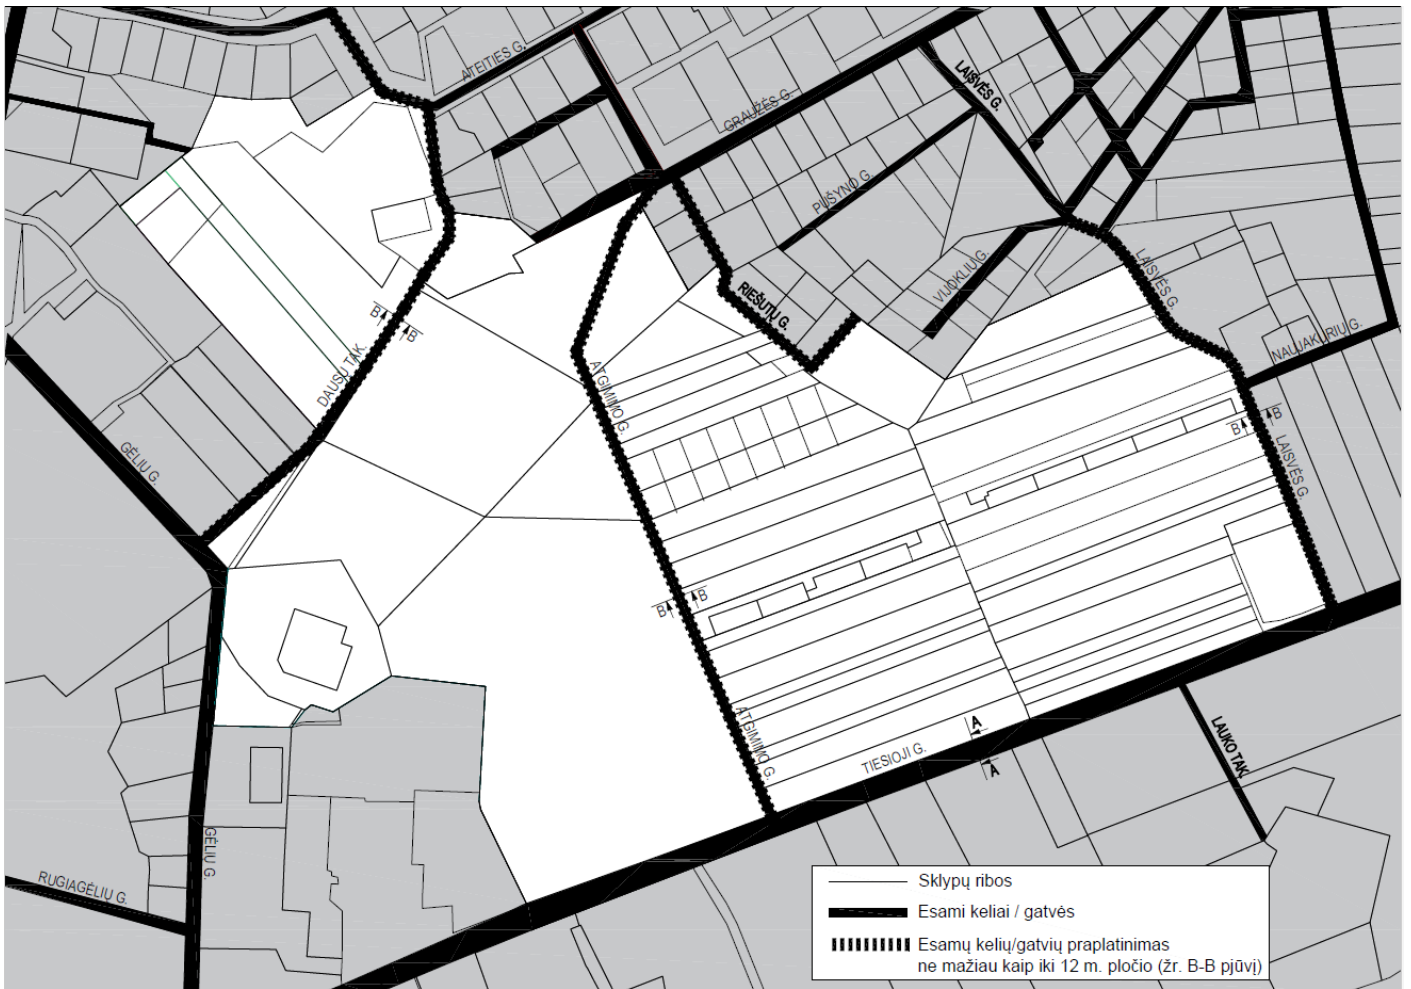 ATEITIES G.
GRAUŽĖS G.
LAISVĖS G.
PUŠYNO G.
VIJOKLIŲ G.
LAISVĖS G.
RIEŠUTŲ G.
NAUJAKURIŲ G.
B
B
DAUSŲ TAK.
ATGIMIMO G.
B
B
LAISVĖS G.
GĖLIŲ G.
B
B
ATGIMIMO G.
A
A
TIESIOJI G.
LAUKO TAK.
GĖLIŲ G.
RUGIAGĖLIŲ G.
Sklypų ribos
Esami keliai / gatvės
Esamų kelių/gatvių praplatinimas
ne mažiau kaip iki 12 m. pločio (žr. B-B pjūvį)